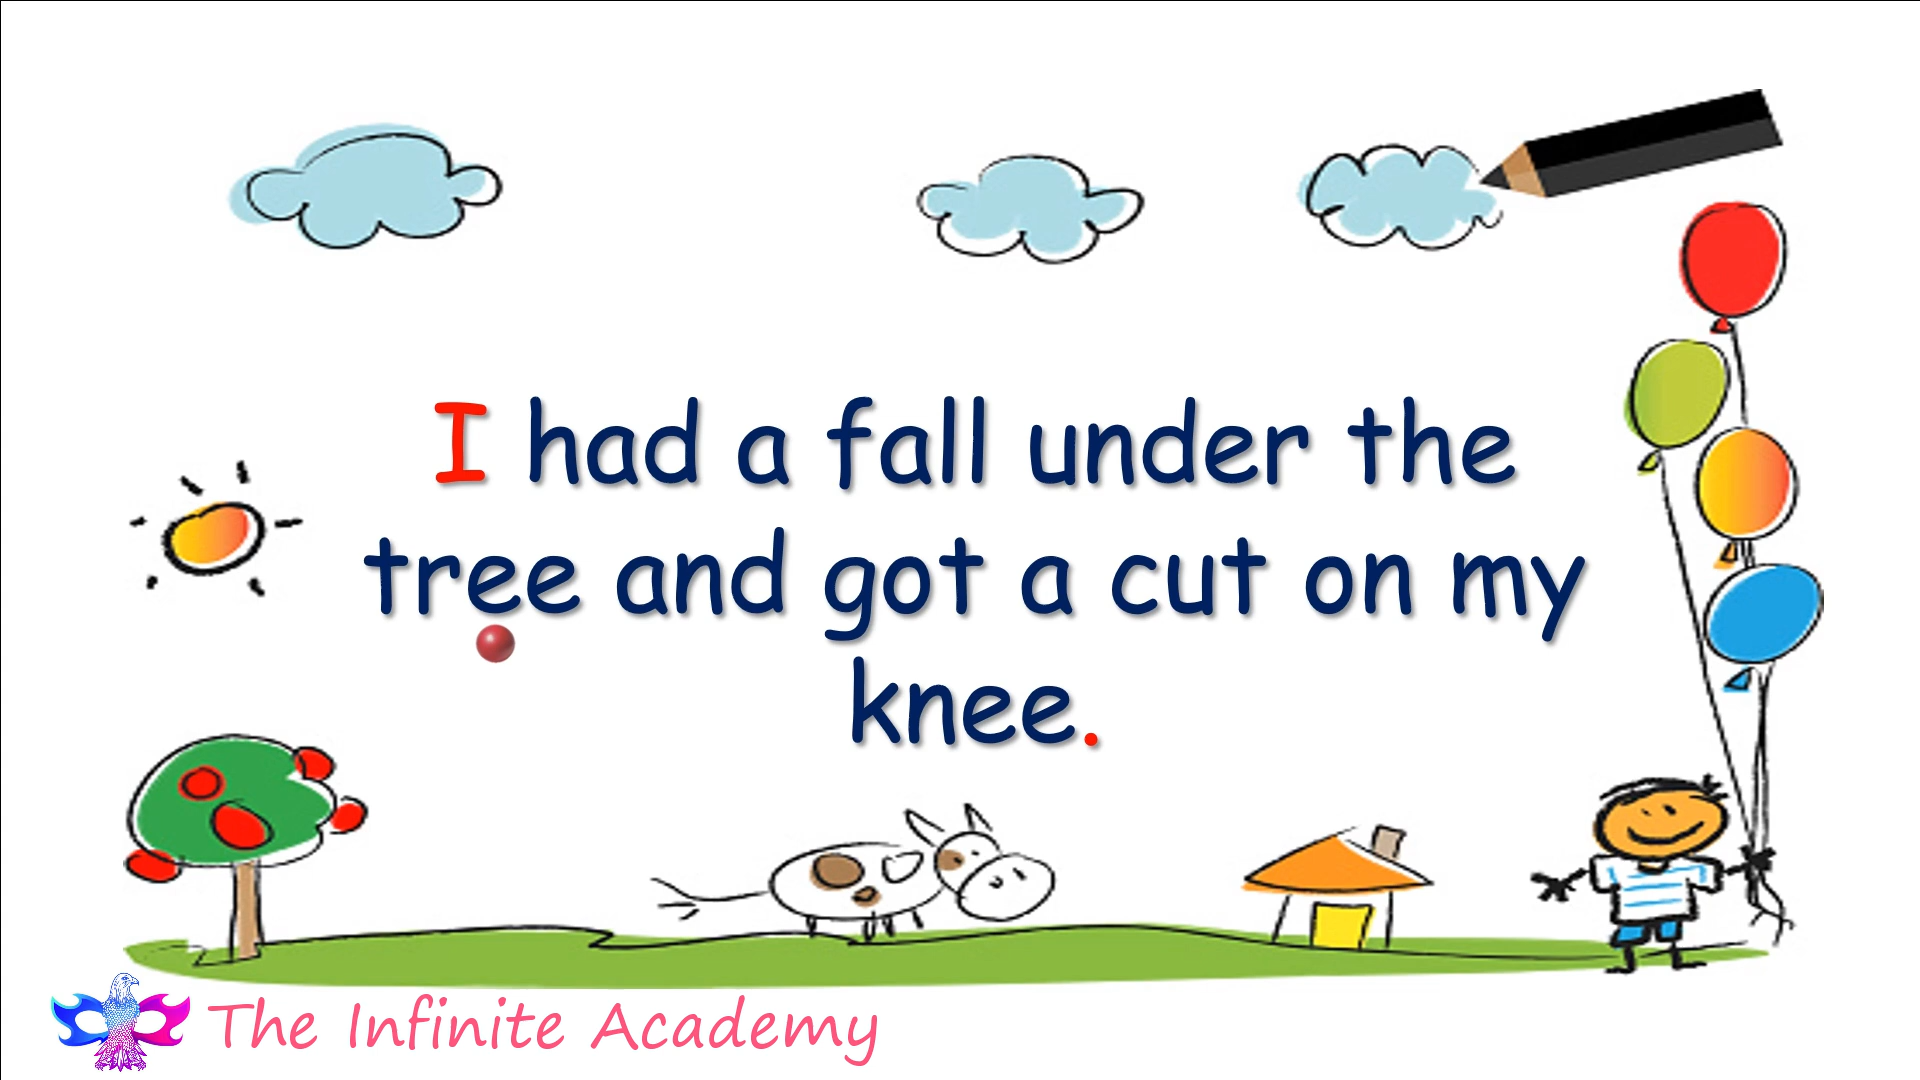 I had a fall under the
tree and got a cut on my
knee.
The Infinite Academy